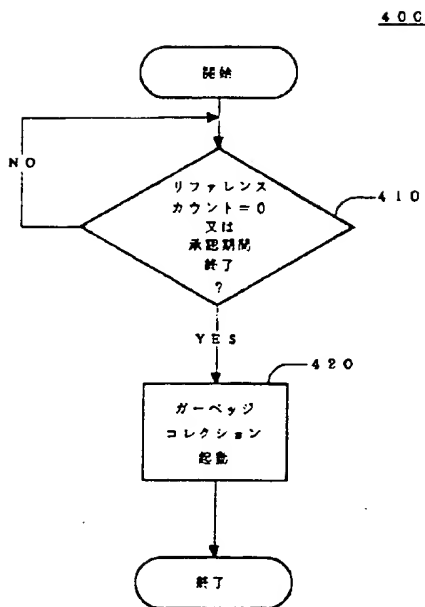 400
開始
NO
リファレンス
カウント=0
又は
承認期間
終了
?
410
YES
420
ガーベッジ
コレクション
起動
終了